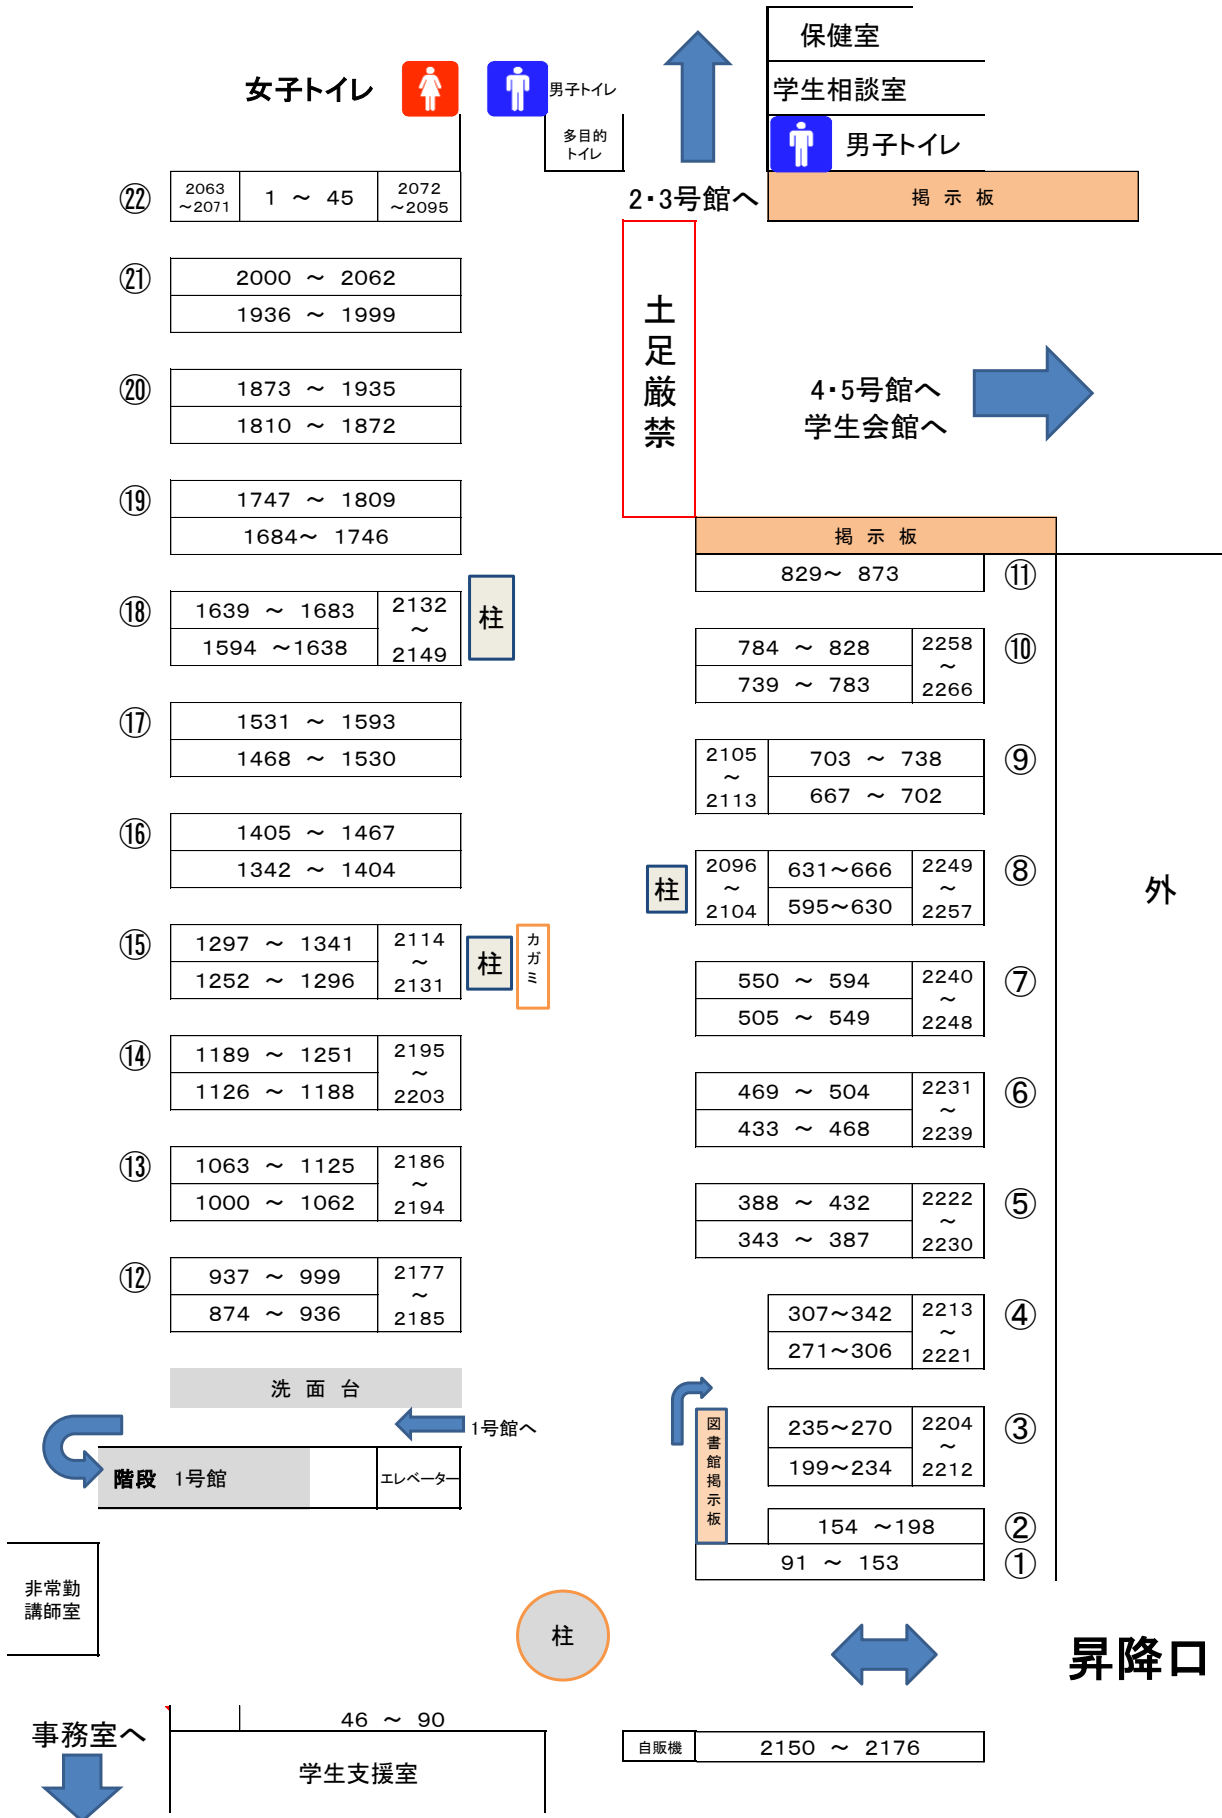 保健室
学生相談室
男子トイレ
女子トイレ
男子トイレ
多目的
トイレ
2・3号館へ
掲 示 板
㉒
2063
～2071
1 ～ 45
2072
～2095
㉑
2000 ～ 2062
1936 ～ 1999
土足厳禁
⑳
1873 ～ 1935
1810 ～ 1872
4・5号館へ
学生会館へ
⑲
1747 ～ 1809
1684～ 1746
掲 示 板
829～ 873
⑪
⑱
1639 ～ 1683
1594 ～1638
2132
～
2149
柱
784 ～ 828
739 ～ 783
2258
～
2266
⑩
⑰
1531 ～ 1593
1468 ～ 1530
2105
～
2113
703 ～ 738
667 ～ 702
⑨
⑯
1405 ～ 1467
1342 ～ 1404
柱
2096
～
2104
631～666
595～630
2249
～
2257
⑧
外
⑮
1297 ～ 1341
1252 ～ 1296
2114
～
2131
柱
カガミ
550 ～ 594
505 ～ 549
2240
～
2248
⑦
⑭
1189 ～ 1251
1126 ～ 1188
2195
～
2203
469 ～ 504
433 ～ 468
2231
～
2239
⑥
⑬
1063 ～ 1125
1000 ～ 1062
2186
～
2194
388 ～ 432
343 ～ 387
2222
～
2230
⑤
⑫
937 ～ 999
874 ～ 936
2177
～
2185
307～342
271～306
2213
～
2221
④
洗 面 台
1号館へ
階段 1号館
エレベーター
図書館掲示板
235～270
199～234
2204
～
2212
③
154 ～198
②
91 ～ 153
①
非常勤
講師室
柱
昇降口
事務室へ
46 ～ 90
学生支援室
自販機
2150 ～ 2176